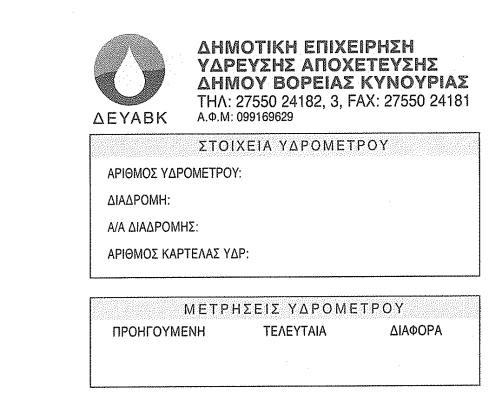 ΔΗΜΟΤΙΚΗ ΕΠΙΧΕΙΡΗΣΗ
ΥΔΡΕΥΣΗΣ ΑΠΟΧΕΤΕΥΣΗΣ
ΔΗΜΟΥ ΒΟΡΕΙΑΣ ΚΥΝΟΥΡΙΑΣ
ΤΗΛ: 27550 24182, 3, FAX: 27550 24181
Α.Φ.Μ: 099169629
ΔΕΥΑΒΚ
ΣΤΟΙΧΕΙΑ ΥΔΡΟΜΕΤΡΟΥ
ΑΡΙΘΜΟΣ ΥΔΡΟΜΕΤΡΟΥ:
ΔΙΑΔΡΟΜΗ:
Α/Α ΔΙΑΔΡΟΜΗΣ:
ΑΡΙΘΜΟΣ ΚΑΡΤΕΛΑΣ ΥΔΡ:
ΜΕΤΡΗΣΕΙΣ ΥΔΡΟΜΕΤΡΟΥ
ΠΡΟΗΓΟΥΜΕΝΗ ΤΕΛΕΥΤΑΙΑ ΔΙΑΦΟΡΑ